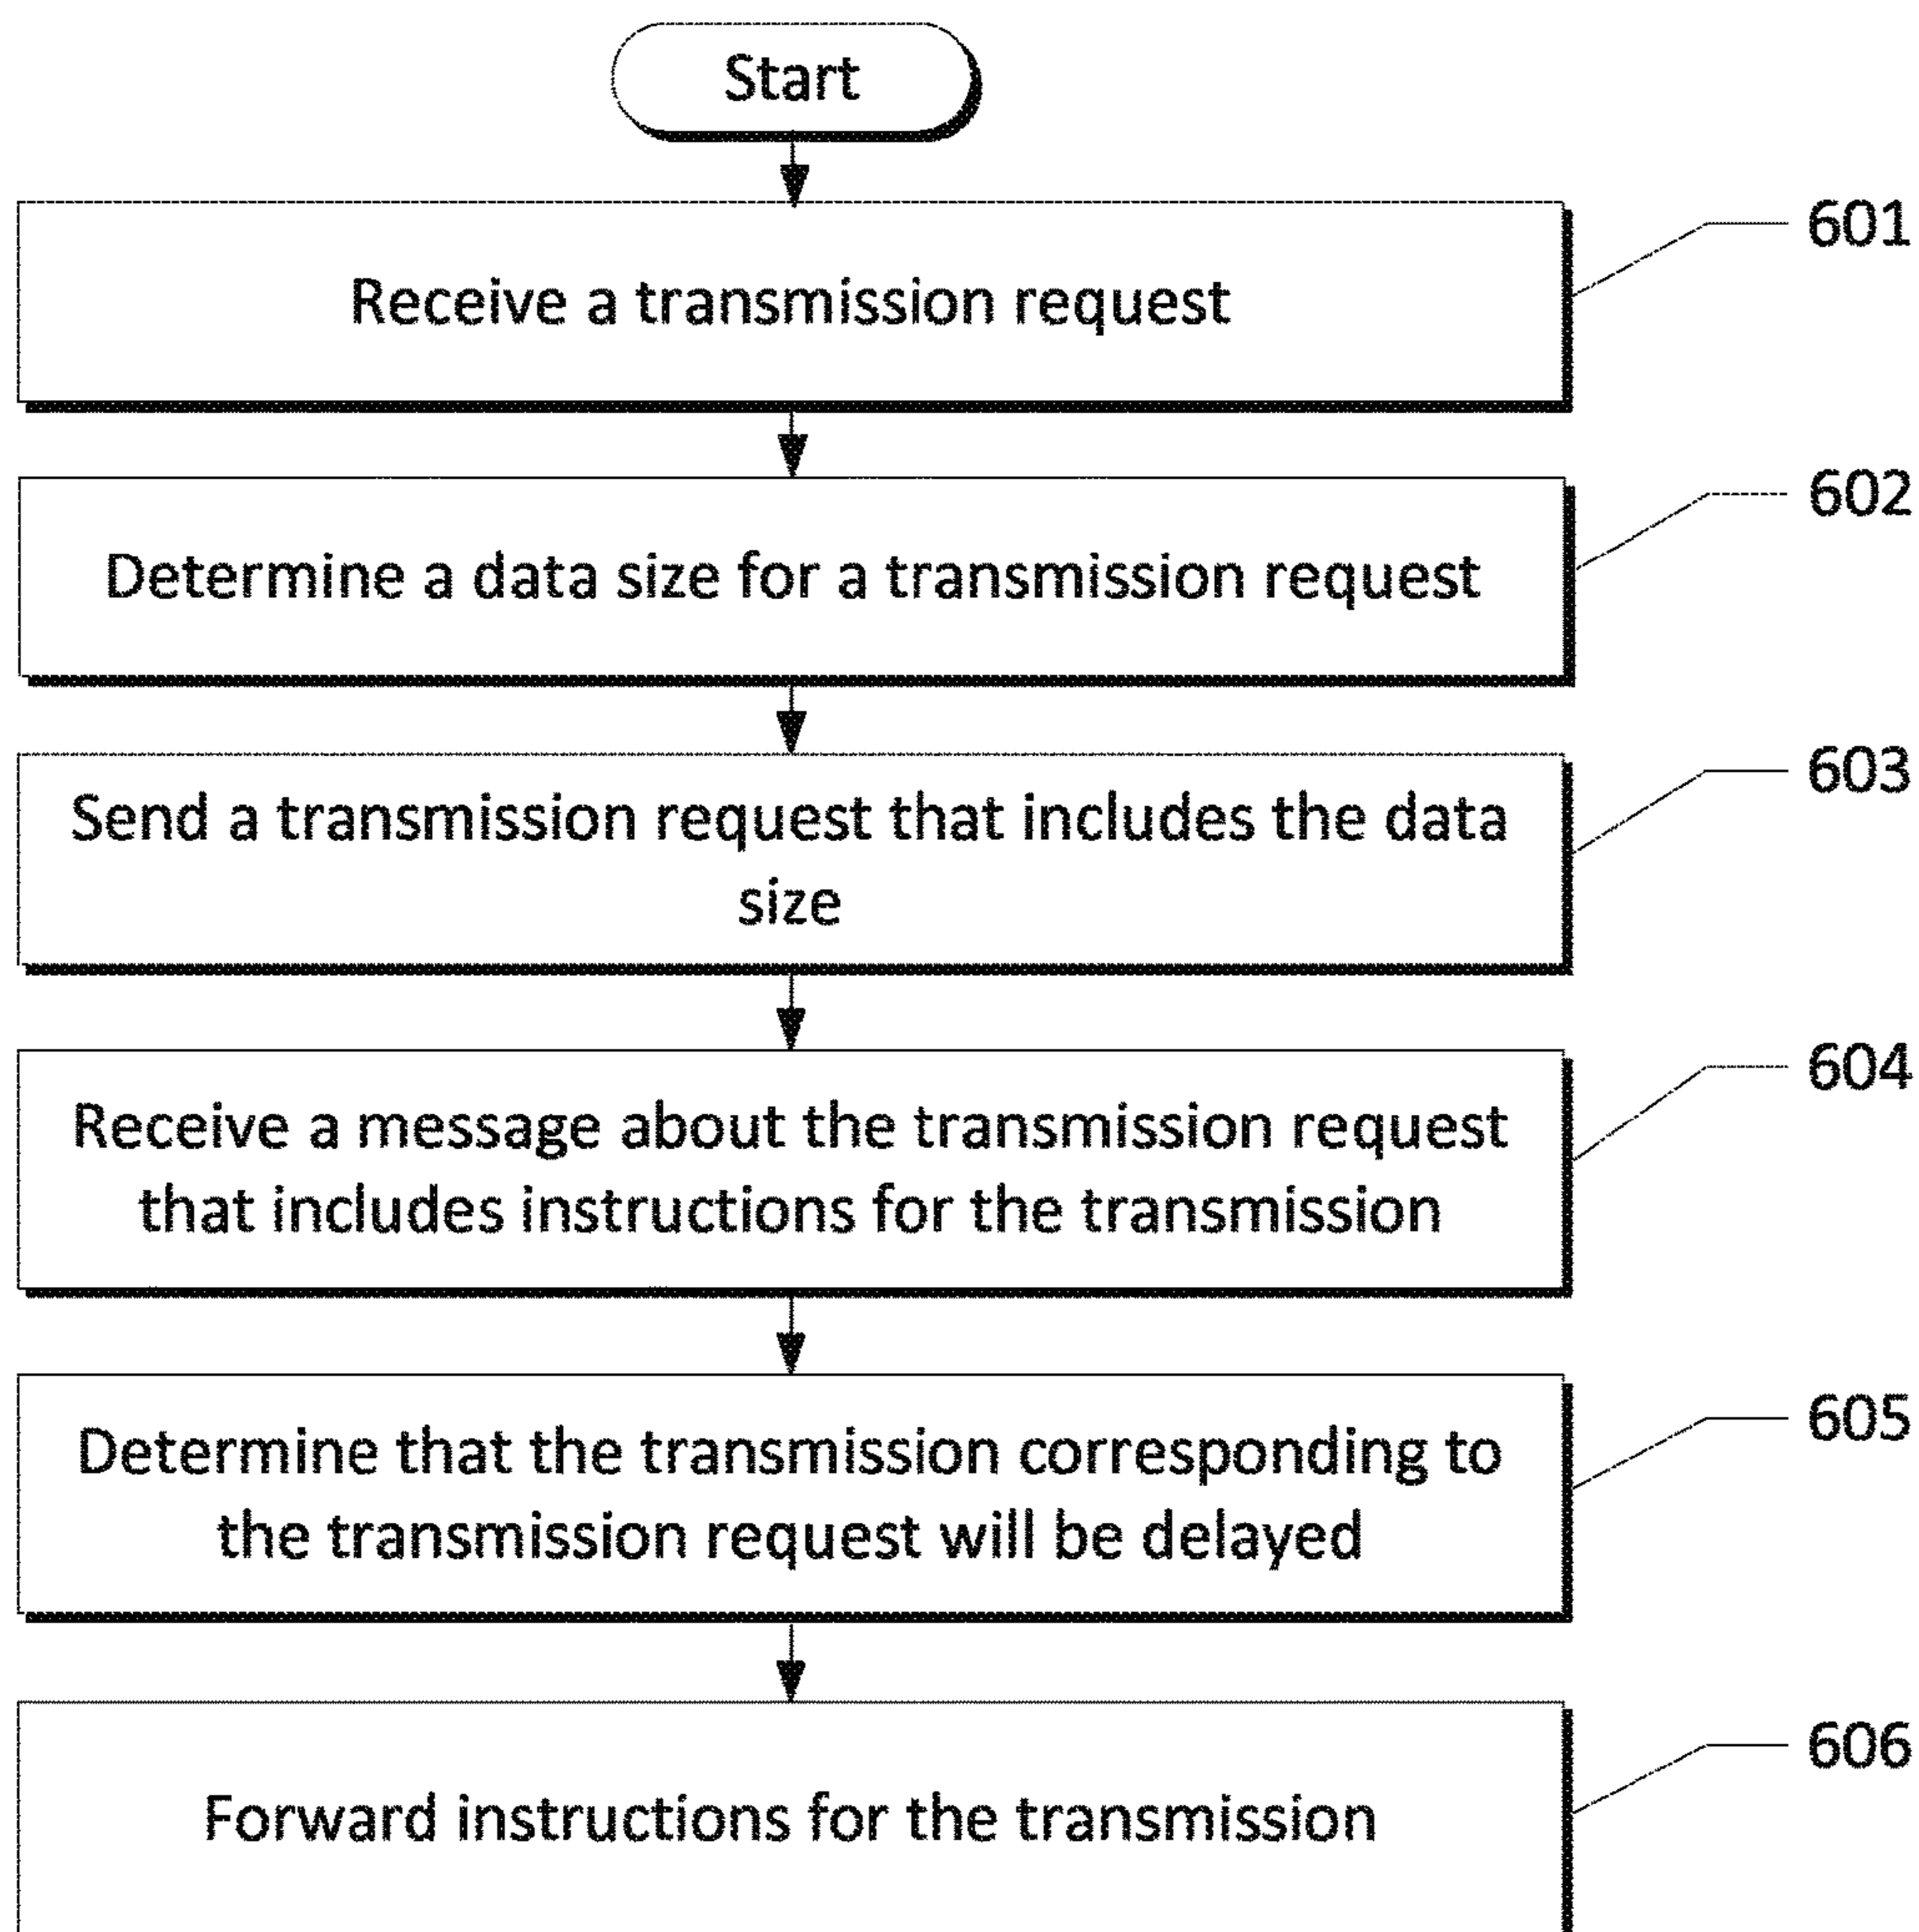 Start
Receive a transmission request
601
Determine a data size for a transmission request
602
Send a transmission request that includes the data
size
603
Receive a message about the transmission request
that includes instructions for the transmission
604
Determine that the transmission corresponding to
the transmission request will be delayed
605
Forward instructions for the transmission
606